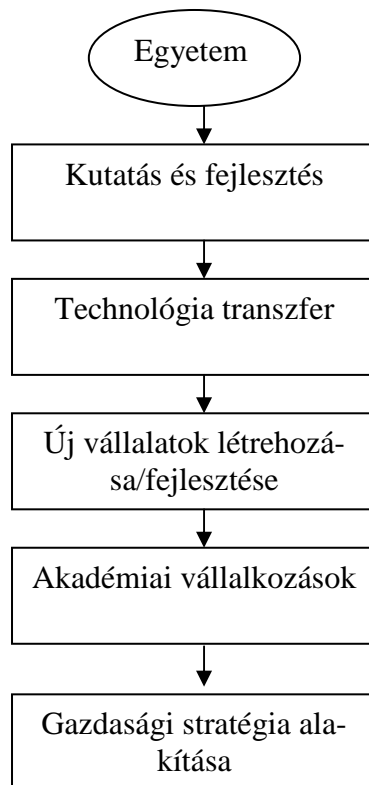 Egyetem
Kutatás és fejlesztés
Technológia transzfer
Új vállalatok létrehozá-
sa/fejlesztése
Akadémiai vállalkozások
Gazdasági stratégia ala-
kítása